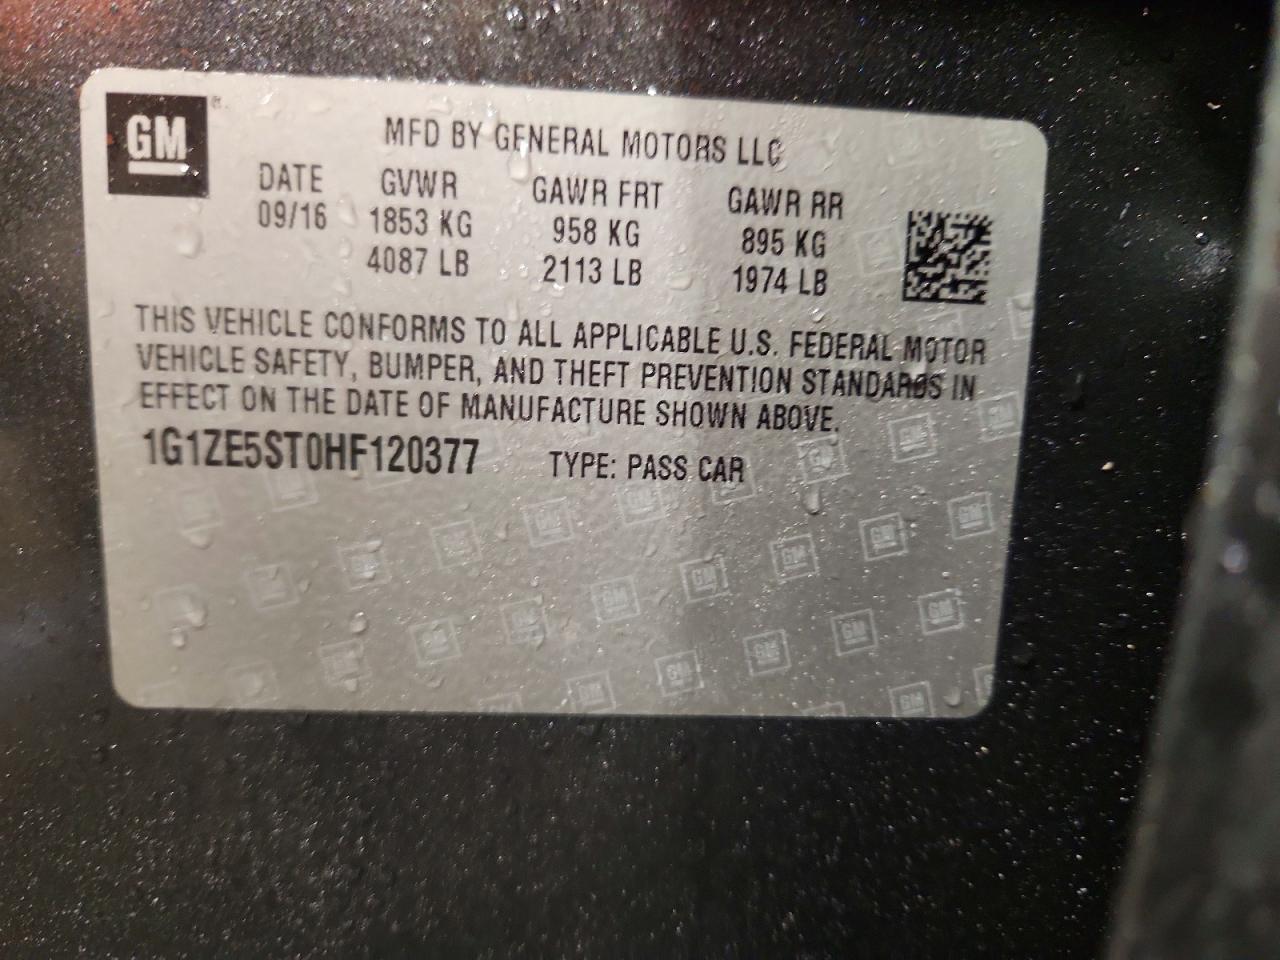 GM
MFD BY GENERAL MOTORS LLC
DATE GVWR GAWR FRT GAWR RR
09/16 1853 KG 958 KG 895 KG
4087 LB 2113 LB 1974 LB
THIS VEHICLE CONFORMS TO ALL APPLICABLE U.S. FEDERAL MOTOR
VEHICLE SAFETY, BUMPER, AND THEFT PREVENTION STANDARDS IN
EFFECT ON THE DATE OF MANUFACTURE SHOWN ABOVE.
1G1ZE5ST0HF120377 TYPE: PASS CAR